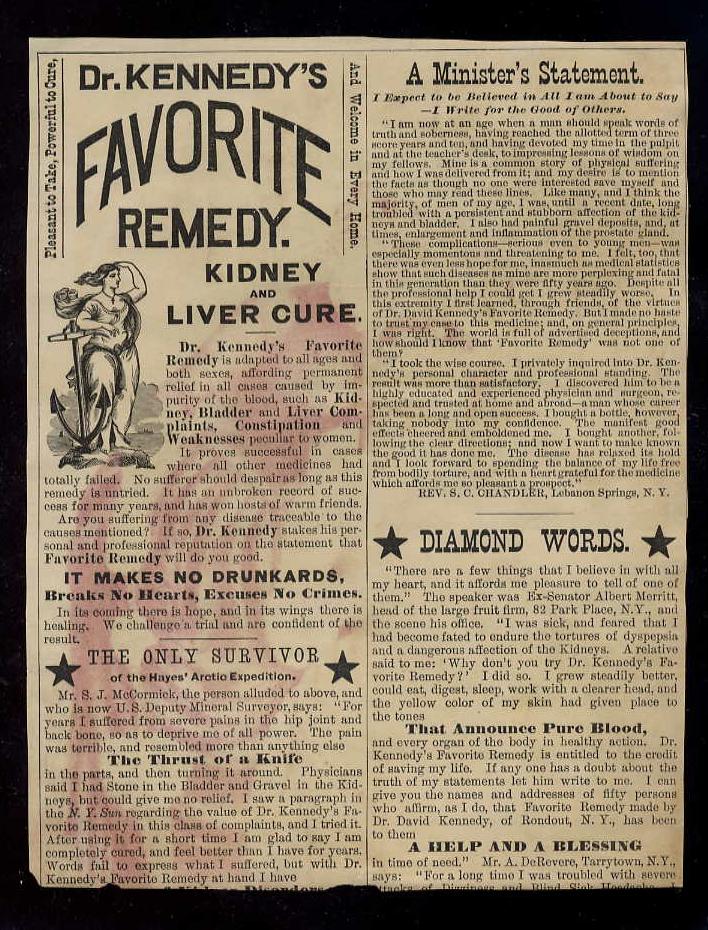 Pleasant to Take, Powerful to Cure,
And Welcome in Every Home.
Dr. KENNEDY'S
FAVORITE
REMEDY.
KIDNEY
AND
LIVER CURE.
Dr. Kennedy's Favorite
Remedy is adapted to all ages and
both sexes, affording permanent
relief in all cases caused by im-
purity of the blood, such as Kid-
ney, Bladder and Liver Com-
plaints, Constipation and
Weaknesses peculiar to women.
It proves successful in cases
where all other medicines had
totally failed. No sufferer should despair as long as this
remedy is untried. It has an unbroken record of suc-
cess for many years, and has won hosts of warm friends.
Are you suffering from any disease traceable to the
causes mentioned? If so, Dr. Kennedy stakes his per-
sonal and professional reputation on the statement that
Favorite Remedy will do you good.
IT MAKES NO DRUNKARDS,
Breaks No Hearts, Excuses No Crimes.
In its coming there is hope, and in its wings there is
healing. We challenge a trial and are confident of the
result.
THE ONLY SURVIVOR
of the Hayes' Arctio Expedition.
Mr. S. J. McCormick, the person alluded to above, and
who is now U.S. Deputy Mineral Surveyor, says: "For
years I suffered from severe pains in the hip joint and
back bone, so as to deprive me of all power. The pain
was terrible, and resembled more than anything else
The Thrust of a Knife
in the parts, and then turning it around. Physicians
said I had Stone in the Bladder and Gravel in the Kid-
neys, but could give me no relief. I saw a paragraph in
the N. Y. Sun regarding the value of Dr. Kennedy's Fa-
vorite Remedy in this class of complaints, and I tried it.
After using it for a short time I am glad to say I am
completely cured, and feel better than I have for years.
Words fail to express what I suffered, but with Dr.
Kennedy's Favorite Remedy at hand I have
Disorders
A Minister's Statement.
I Expect to be Believed in All I am About to Say
—I Write for the Good of Others.
"I am now at an age when a man should speak words of
truth and soberness, having reached the allotted term of three
score years and ten, and having devoted my time in the pulpit
and at the teacher's desk, to impressing lessons of wisdom on
my fellows. Mine is a common story of physical suffering
and how I was delivered from it; and my desire is to mention
the facts as though no one were interested save myself and
those who may read these lines. Like many, and I think the
majority, of men of my age, I was, until a recent date, long
troubled with a persistent and stubborn affection of the kid-
neys and bladder. I also had painful gravel deposits, and, at
times, enlargement and inflammation of the prostate gland.
"These complications—serious even to young men—was
especially momentous and threatening to me. I felt, too, that
there was even less hope for me, inasmuch as medical statistics
show that such diseases as mine are more perplexing and fatal
in this generation than they were fifty years ago. Despite all
the professional help I could get I grew steadily worse. In
this extremity I first learned, through friends, of the virtues
of Dr. David Kennedy's Favorite Remedy. But I made no haste
to trust my case to this medicine; and, on general principles,
I was right. The world is full of advertised deceptions, and
how should I know that 'Favorite Remedy' was not one of
them?
"I took the wise course. I privately inquired into Dr. Ken-
nedy's personal character and professional standing. The
result was more than satisfactory. I discovered him to be a
highly educated and experienced physician and surgeon, re-
spected and trusted at home and abroad—a man whose career
has been a long and open success. I bought a bottle, however,
taking nobody into my confidence. The manifest good
effects cheered and emboldened me. I bought another, fol-
lowing the clear directions; and now I want to make known
the good it has done me. The disease has relaxed its hold
and I look forward to spending the balance of my life free
from bodily torture, and with a heart grateful for the medicine
which affords me so pleasant a prospect."
REV. S. C. CHANDLER, Lebanon Springs, N. Y.
DIAMOND WORDS.
"There are a few things that I believe in with all
my heart, and it affords me pleasure to tell of one of
them." The speaker was Ex-Senator Albert Merritt,
head of the large fruit firm, 82 Park Place, N.Y., and
the scene his office. "I was sick, and feared that I
had become fated to endure the tortures of dyspepsia
and a dangerous affection of the Kidneys. A relative
said to me: 'Why don't you try Dr. Kennedy's Fa-
vorite Remedy?' I did so. I grew steadily better,
could eat, digest, sleep, work with a clearer head, and
the yellow color of my skin had given place to
the tones
That Announce Pure Blood,
and every organ of the body in healthy action. Dr.
Kennedy's Favorite Remedy is entitled to the credit
of saving my life. If any one has a doubt about the
truth of my statements let him write to me. I can
give you the names and addresses of fifty persons
who affirm, as I do, that Favorite Remedy made by
Dr. David Kennedy, of Rondout, N. Y., has been
to them
A HELP AND A BLESSING
in time of need." Mr. A. DeRevere, Tarrytown, N.Y.,
says: "For a long time I was troubled with severe
attacks of Dizziness and Blind Sick Headache. I